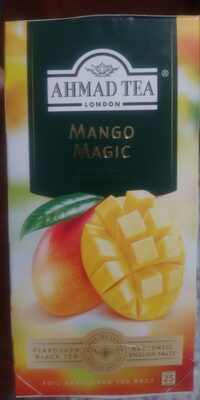 AHMAD TEA®
LONDON
MANGO
MAGIC
FLAVOURED
BLACK TEA
AUTHENTIC
ENGLISH TASTE
FOIL ENVELOPED TEA BAGS
25